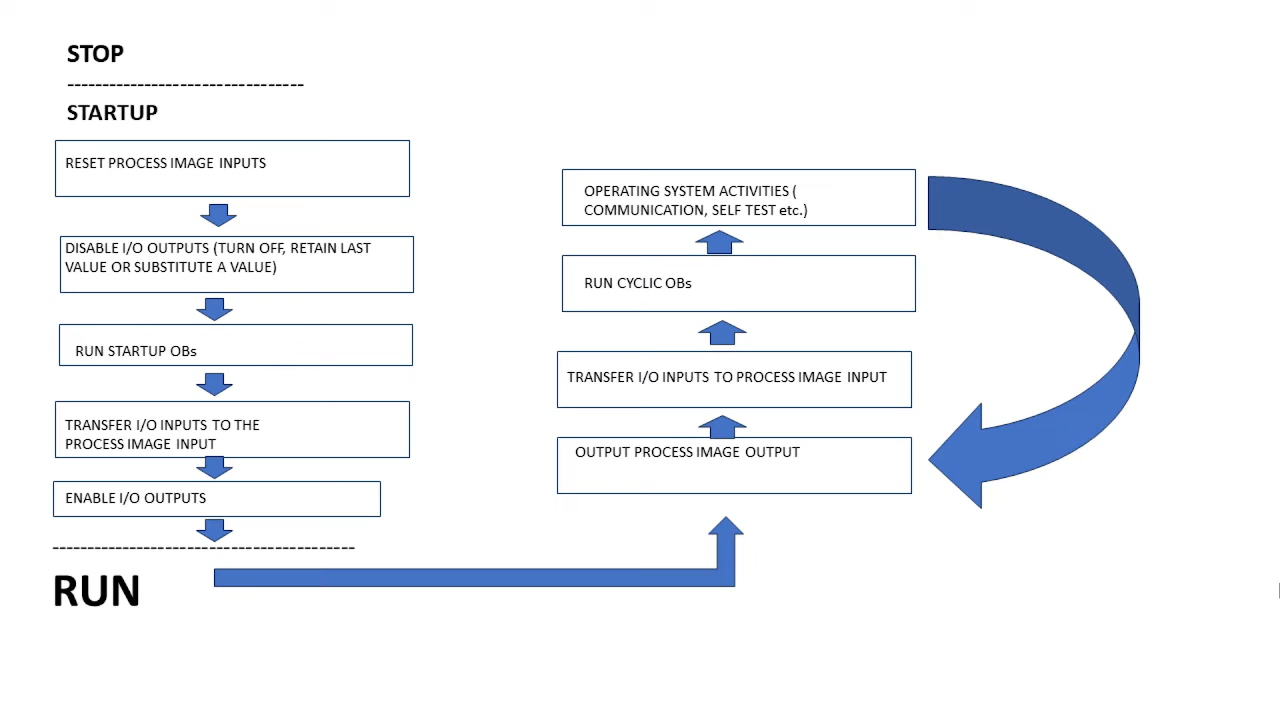 STOP
----------------------------------
STARTUP
RESET PROCESS IMAGE INPUTS
DISABLE I/O OUTPUTS (TURN OFF, RETAIN LAST
VALUE OR SUBSTITUTE A VALUE)
RUN STARTUP OBs
TRANSFER I/O INPUTS TO THE
PROCESS IMAGE INPUT
ENABLE I/O OUTPUTS
-------------------------------------------
RUN
OPERATING SYSTEM ACTIVITIES (
COMMUNICATION, SELF TEST etc.)
RUN CYCLIC OBs
TRANSFER I/O INPUTS TO PROCESS IMAGE INPUT
OUTPUT PROCESS IMAGE OUTPUT